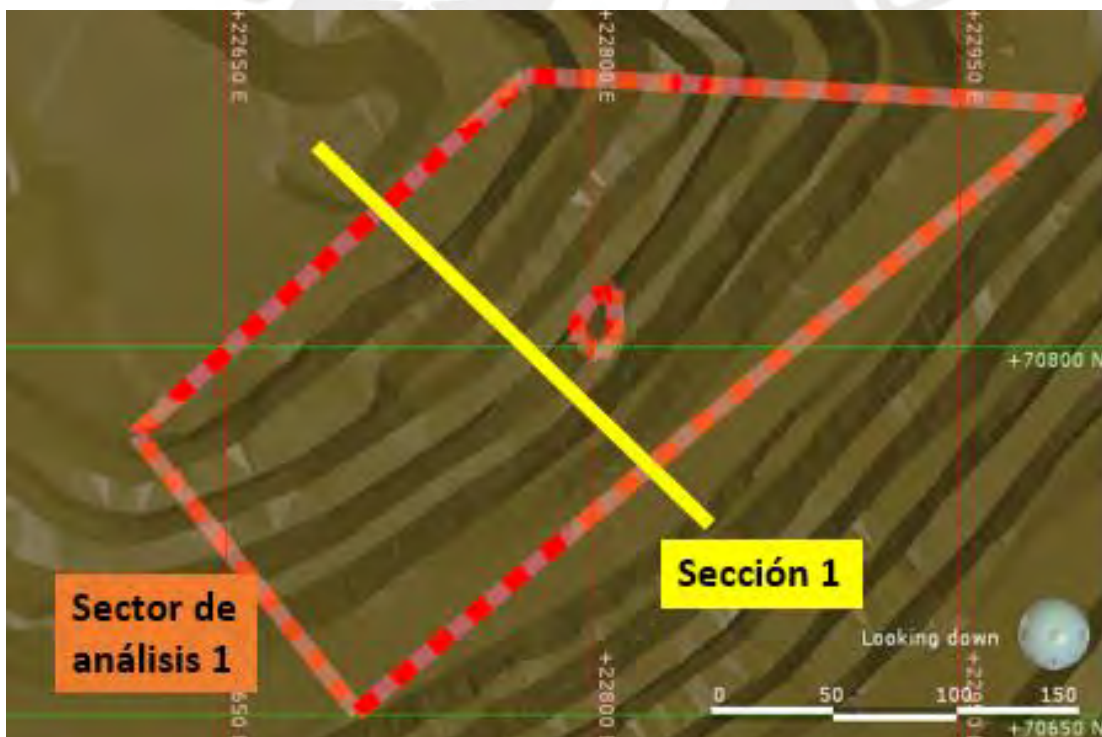 +22650 E
+22800 E
+22950 E
+70800 N
Sección 1
Sector de
análisis 1
Looking down
0 50 100 150
+22800
+70650 N